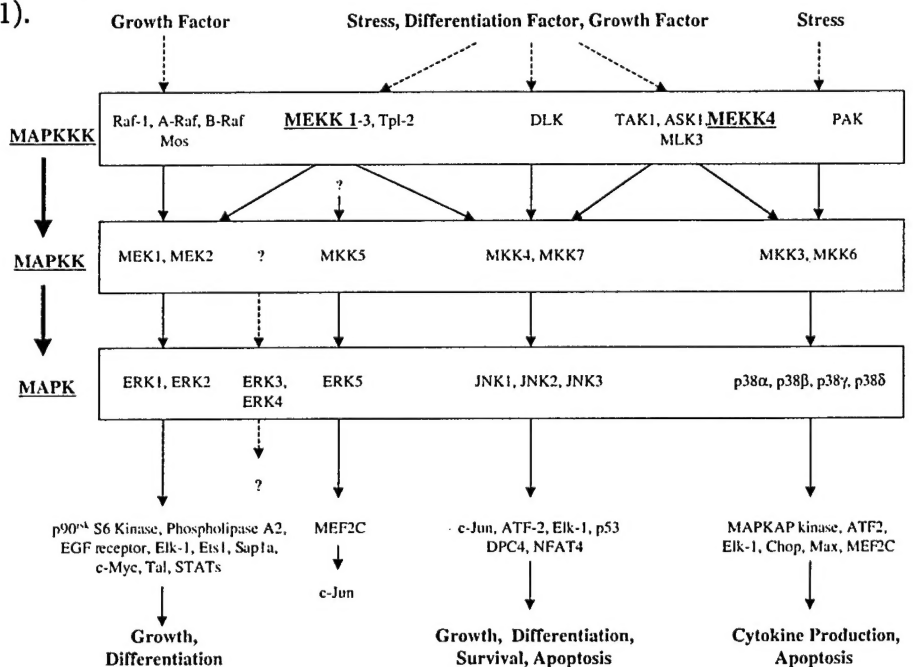 1).
Growth Factor
Stress, Differentiation Factor, Growth Factor
Stress
MAPKKK
Raf-1, A-Raf, B-Raf
Mos
MEKK 1-3, Tpl-2
DLK
TAK1, ASK1, MEKK4
MLK3
PAK
?
MAPKK
MEK1, MEK2
?
MKK5
MKK4, MKK7
MKK3, MKK6
MAPK
ERK1, ERK2
ERK3,
ERK4
ERK5
JNK1, JNK2, JNK3
p38α, p38β, p38γ, p38δ
?
p90rsk S6 Kinase, Phospholipase A2,
EGF receptor, Elk-1, Ets1, Sap1a,
c-Myc, Tal, STATs
MEF2C
c-Jun
c-Jun, ATF-2, Elk-1, p53
DPC4, NFAT4
MAPKAP kinase, ATF2,
Elk-1, Chop, Max, MEF2C
Growth,
Differentiation
Growth, Differentiation,
Survival, Apoptosis
Cytokine Production,
Apoptosis